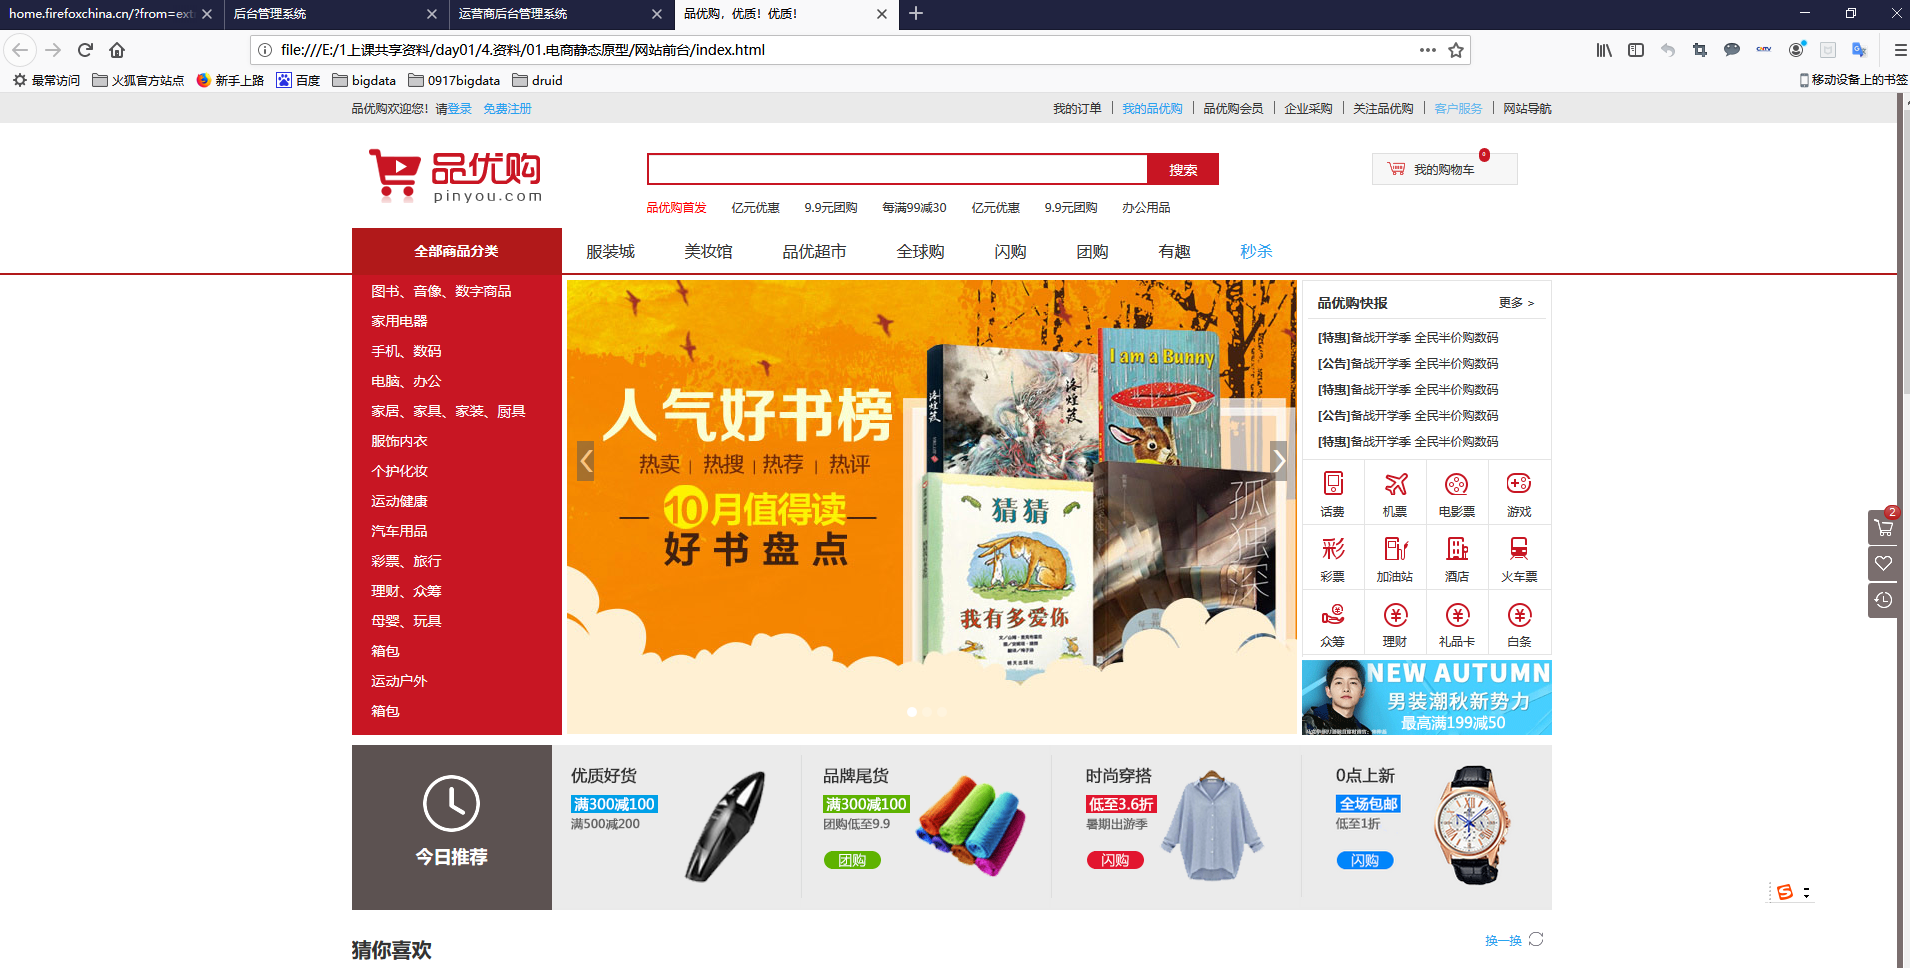 home.firefoxchina.cn/?from=ext
后台管理系统
运营商后台管理系统
品优购，优质！优质！
file:///E:/1上课共享资料/day01/4.资料/01.电商静态原型/网站前台/index.html
最常访问
火狐官方站点
新手上路
百度
bigdata
0917bigdata
druid
移动设备上的书签
品优购欢迎您！请登录 免费注册
我的订单
我的品优购
品优购会员
企业采购
关注品优购
客户服务
网站导航
品优购
pinyou.com
搜索
我的购物车
0
品优购首发
亿元优惠
9.9元团购
每满99减30
亿元优惠
9.9元团购
办公用品
全部商品分类
服装城
美妆馆
品优超市
全球购
闪购
团购
有趣
秒杀
图书、音像、数字商品
家用电器
手机、数码
电脑、办公
家居、家具、家装、厨具
服饰内衣
个护化妆
运动健康
汽车用品
彩票、旅行
理财、众筹
母婴、玩具
箱包
运动户外
箱包
人气好书榜
热卖 | 热搜 | 热荐 | 热评
10月值得读
好书盘点
洛煌笈
洛煌笈
I am a Bunny
猜猜
我有多爱你
明天出版社
孤独深
品优购快报
更多 >
[特惠]备战开学季 全民半价购数码
[公告]备战开学季 全民半价购数码
[特惠]备战开学季 全民半价购数码
[公告]备战开学季 全民半价购数码
[特惠]备战开学季 全民半价购数码
话费
机票
电影票
游戏
彩票
加油站
酒店
火车票
众筹
理财
礼品卡
白条
NEW AUTUMN
男装潮秋新势力
最高满199减50
2
今日推荐
优质好货
满300减100
满500减200
品牌尾货
满300减100
团购低至9.9
团购
时尚穿搭
低至3.6折
暑期出游季
闪购
0点上新
全场包邮
低至1折
闪购
猜你喜欢
换一换